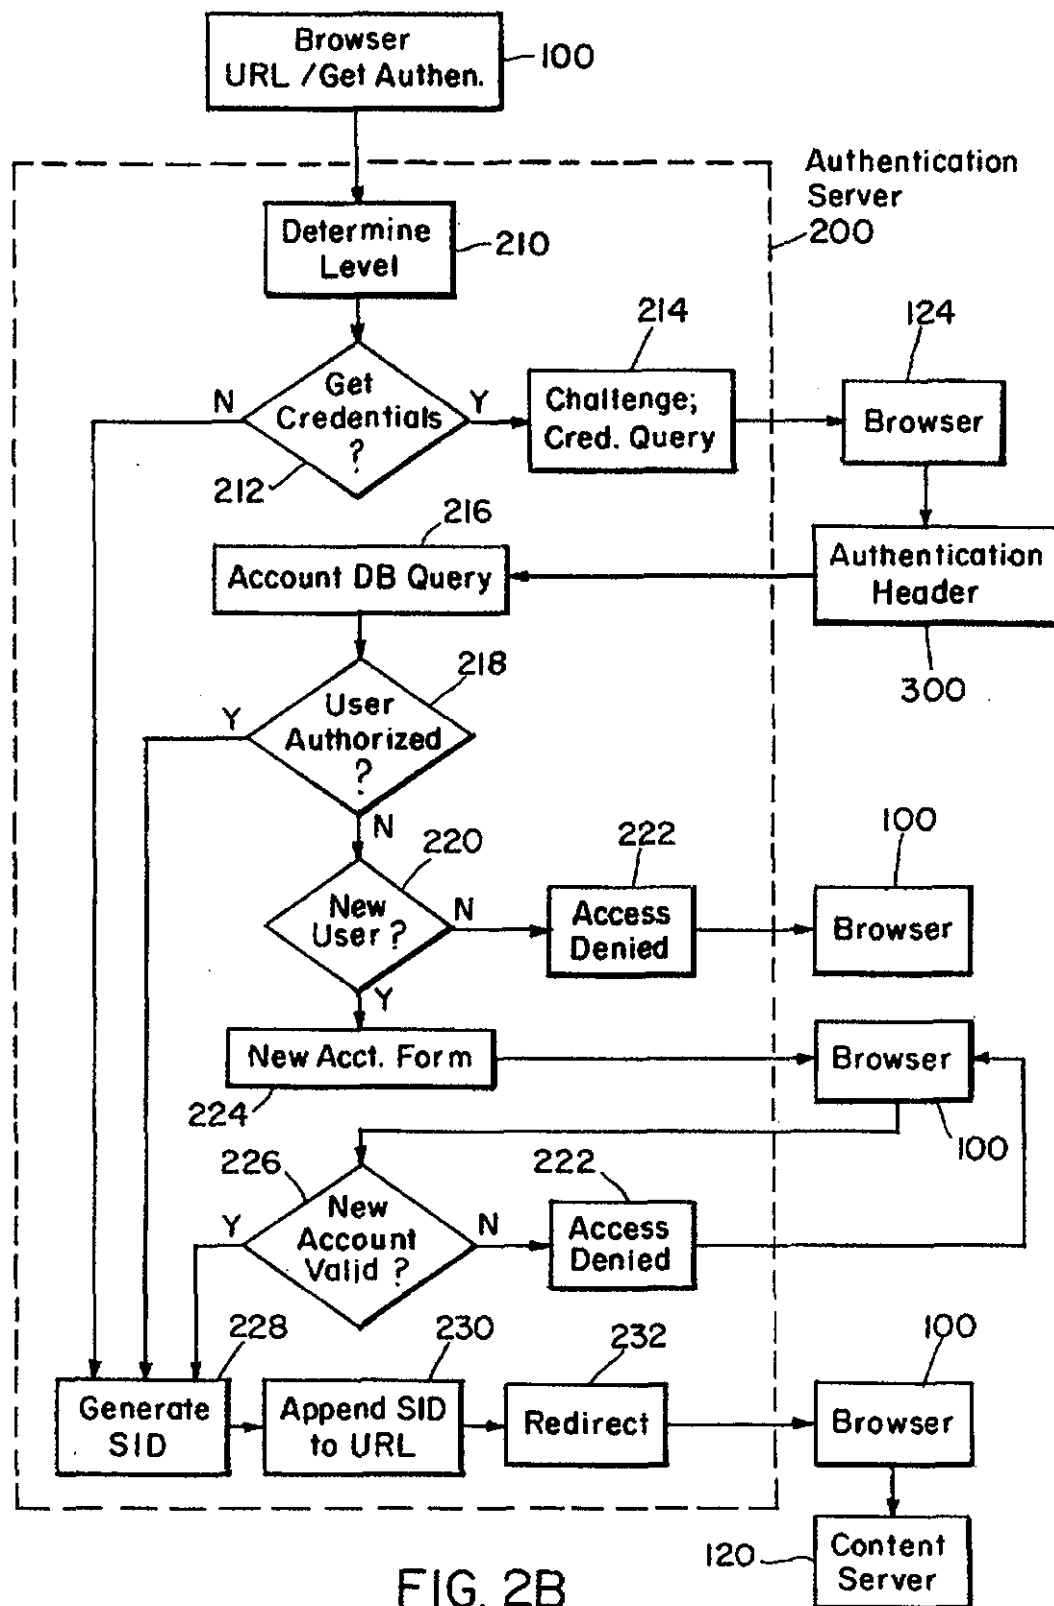 Browser
URL / Get Authen.
100
Authentication
Server
200
Determine
Level
210
Get
Credentials
?
N
Y
212
214
Challenge;
Cred. Query
124
Browser
216
Account DB Query
Authentication
Header
300
218
User
Authorized
?
Y
N
220
New
User ?
N
Y
222
Access
Denied
100
Browser
New Acct. Form
224
Browser
100
226
New
Account
Valid ?
Y
N
222
Access
Denied
228
Generate
SID
230
Append SID
to URL
232
Redirect
100
Browser
120
Content
Server
FIG. 2B